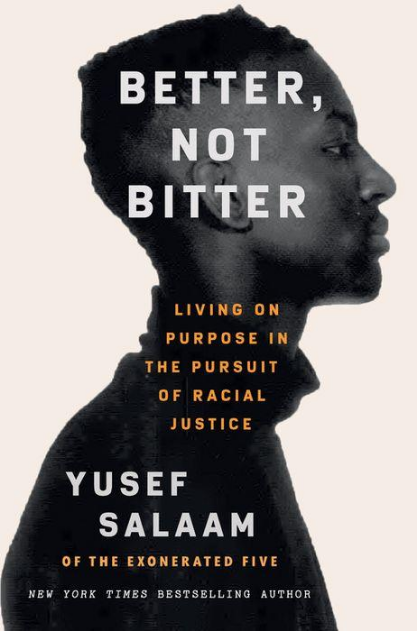 BETTER,
NOT
BITTER
LIVING ON
PURPOSE IN
THE PURSUIT
OF RACIAL
JUSTICE
YUSEF
SALAAM
OF THE EXONERATED FIVE
NEW YORK TIMES BESTSELLING AUTHOR